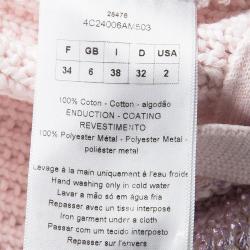 25476
4C24006AM503
F GB I D USA
34 6 38 32 2
100% Coton - Cotton - algodão
ENDUCTION - COATING
REVESTIMENTO
100% Polyester Métal - Polyester Metal -
poliéster metal
Lavage à la main uniquement à l'eau froide
Hand washing only in cold water
Lavar a mão só em água fria
Repasser avec un tissu interposé
Iron garment under a cloth
Passar com um tecido interposto
Repasser sur l'envers